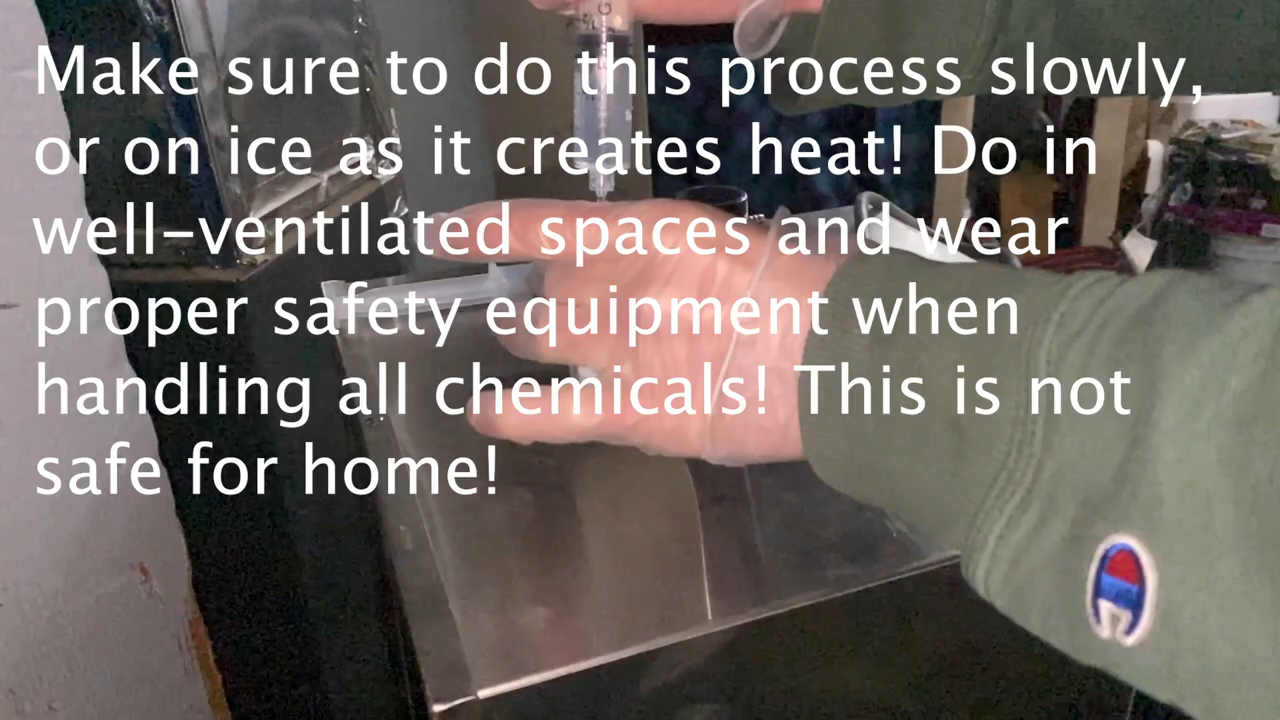 Make sure to do this process slowly,
or on ice as it creates heat! Do in
well-ventilated spaces and wear
proper safety equipment when
handling all chemicals! This is not
safe for home!